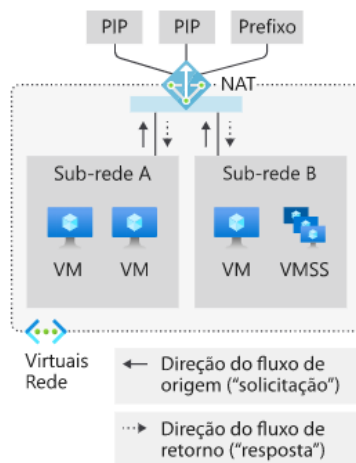 PIP
PIP
Prefixo
NAT
Sub-rede A
Sub-rede B
VM
VM
VM
VMSS
Virtuais
Rede
Direção do fluxo de
origem (“solicitação”)
Direção do fluxo de
retorno (“resposta”)